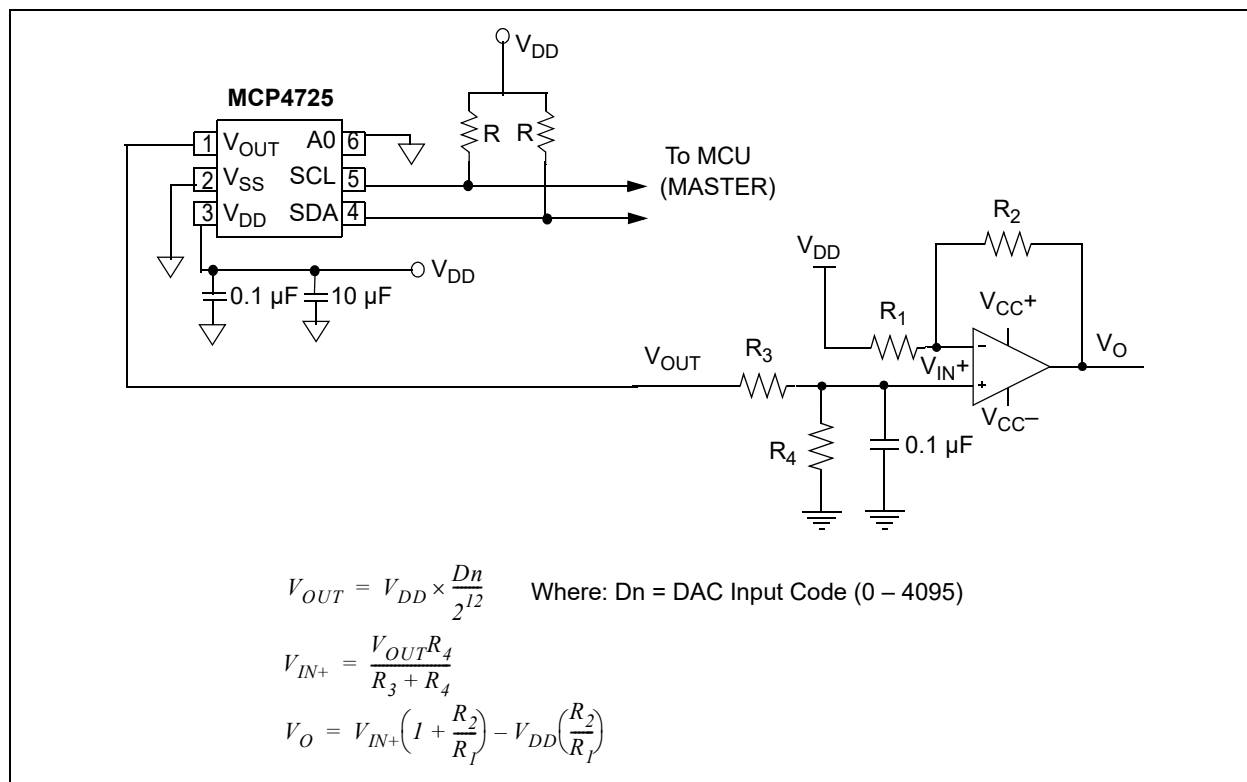 V_DD
MCP4725
1 V_OUT A0 6
2 V_SS SCL 5
3 V_DD SDA 4
R R
To MCU
(MASTER)
V_DD
0.1 µF 10 µF
V_DD
R_2
R_1
V_CC+
V_O
V_IN+
V_CC–
V_OUT
R_3
R_4
0.1 µF
V_OUT = V_DD × Dn / 2^12 Where: Dn = DAC Input Code (0 – 4095)
V_IN+ = V_OUT R_4 / R_3 + R_4
V_O = V_IN+ (1 + R_2 / R_1) – V_DD (R_2 / R_1)